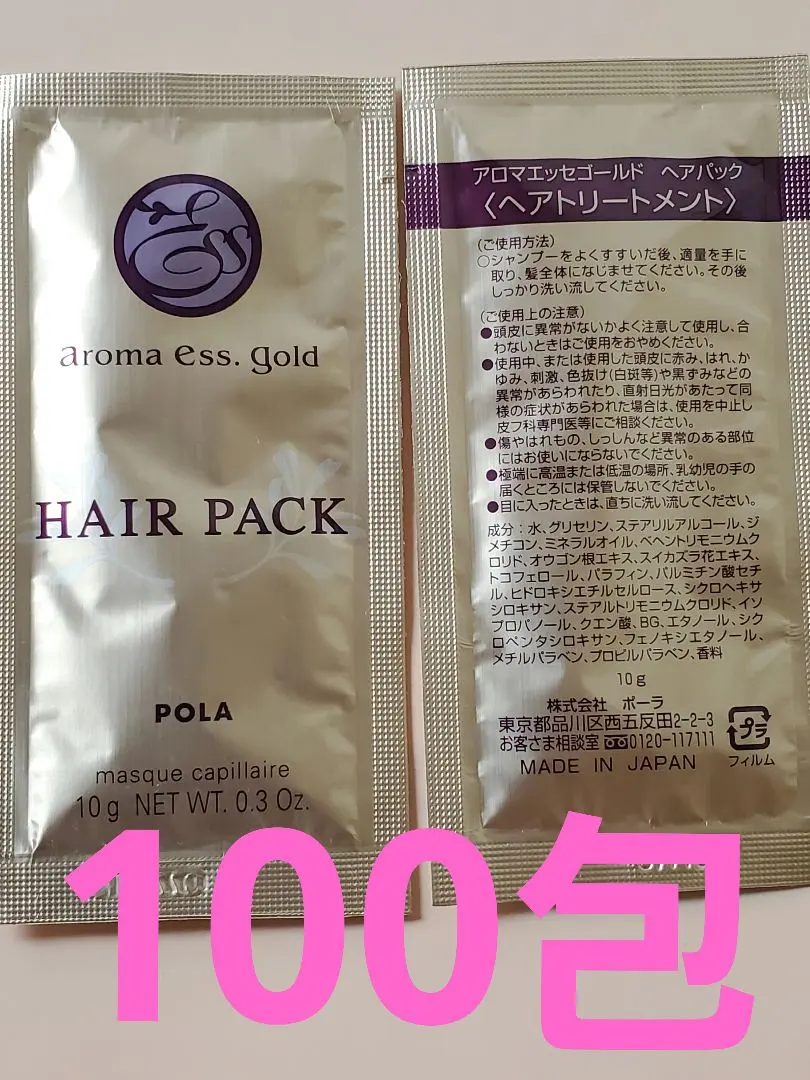 Ess
aroma ess. gold
HAIR PACK
POLA
masque capillaire
10g NET WT. 0.3 Oz.
アロマエッセゴールド ヘアパック
〈ヘアトリートメント〉
(ご使用方法)
○シャンプーをよくすすいだ後、適量を手に
取り、髪全体になじませてください。その後
しっかり洗い流してください。
(ご使用上の注意)
●頭皮に異常がないかよく注意して使用し、合
わないときはご使用をおやめください。
●使用中、または使用した頭皮に赤み、はれ、か
ゆみ、刺激、色抜け(白斑等)や黒ずみなどの
異常があらわれたり、直射日光があたって同
様の症状があらわれた場合は、使用を中止し
皮フ科専門医等にご相談ください。
●傷やはれもの、しっしんなど異常のある部位
にはお使いにならないでください。
●極端に高温または低温の場所、乳幼児の手の
届くところには保管しないでください。
●目に入ったときは、直ちに洗い流してください。
成分:水、グリセリン、ステアリルアルコール、ジ
メチコン、ミネラルオイル、ベヘントリモニウムク
ロリド、オウゴン根エキス、スイカズラ花エキス、
トコフェロール、パラフィン、パルミチン酸セチ
ル、ヒドロキシエチルセルロース、シクロヘキサ
シロキサン、ステアルトリモニウムクロリド、イソ
プロパノール、クエン酸、BG、エタノール、シク
ロペンタシロキサン、フェノキシエタノール、
メチルパラベン、プロピルパラベン、香料
10g
株式会社 ポーラ
東京都品川区西五反田2-2-3
お客さま相談室 0120-117111
MADE IN JAPAN
プラ
フィルム
100包